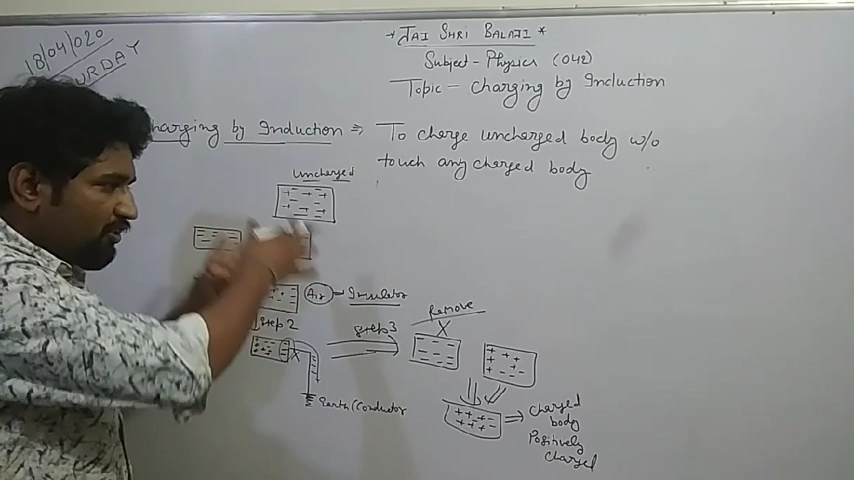 → JAI SHRI BALAJI *
18/04/020
Subject - Physics (042)
Topic - Charging by Induction
harging by Induction ⇒ To charge uncharged body w/o
touch any charged body
Uncharged
Air → Insulator
Step 2
Step 3
Remove
Earth/Conductor
Charged
body
Positively
charged